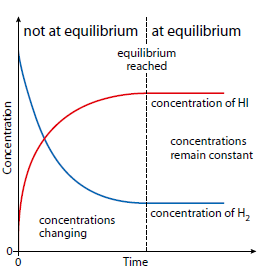 not at equilibrium
at equilibrium
equilibrium
reached
concentration of HI
concentrations
remain constant
concentration of H₂
concentrations
changing
Concentration
0
0
Time